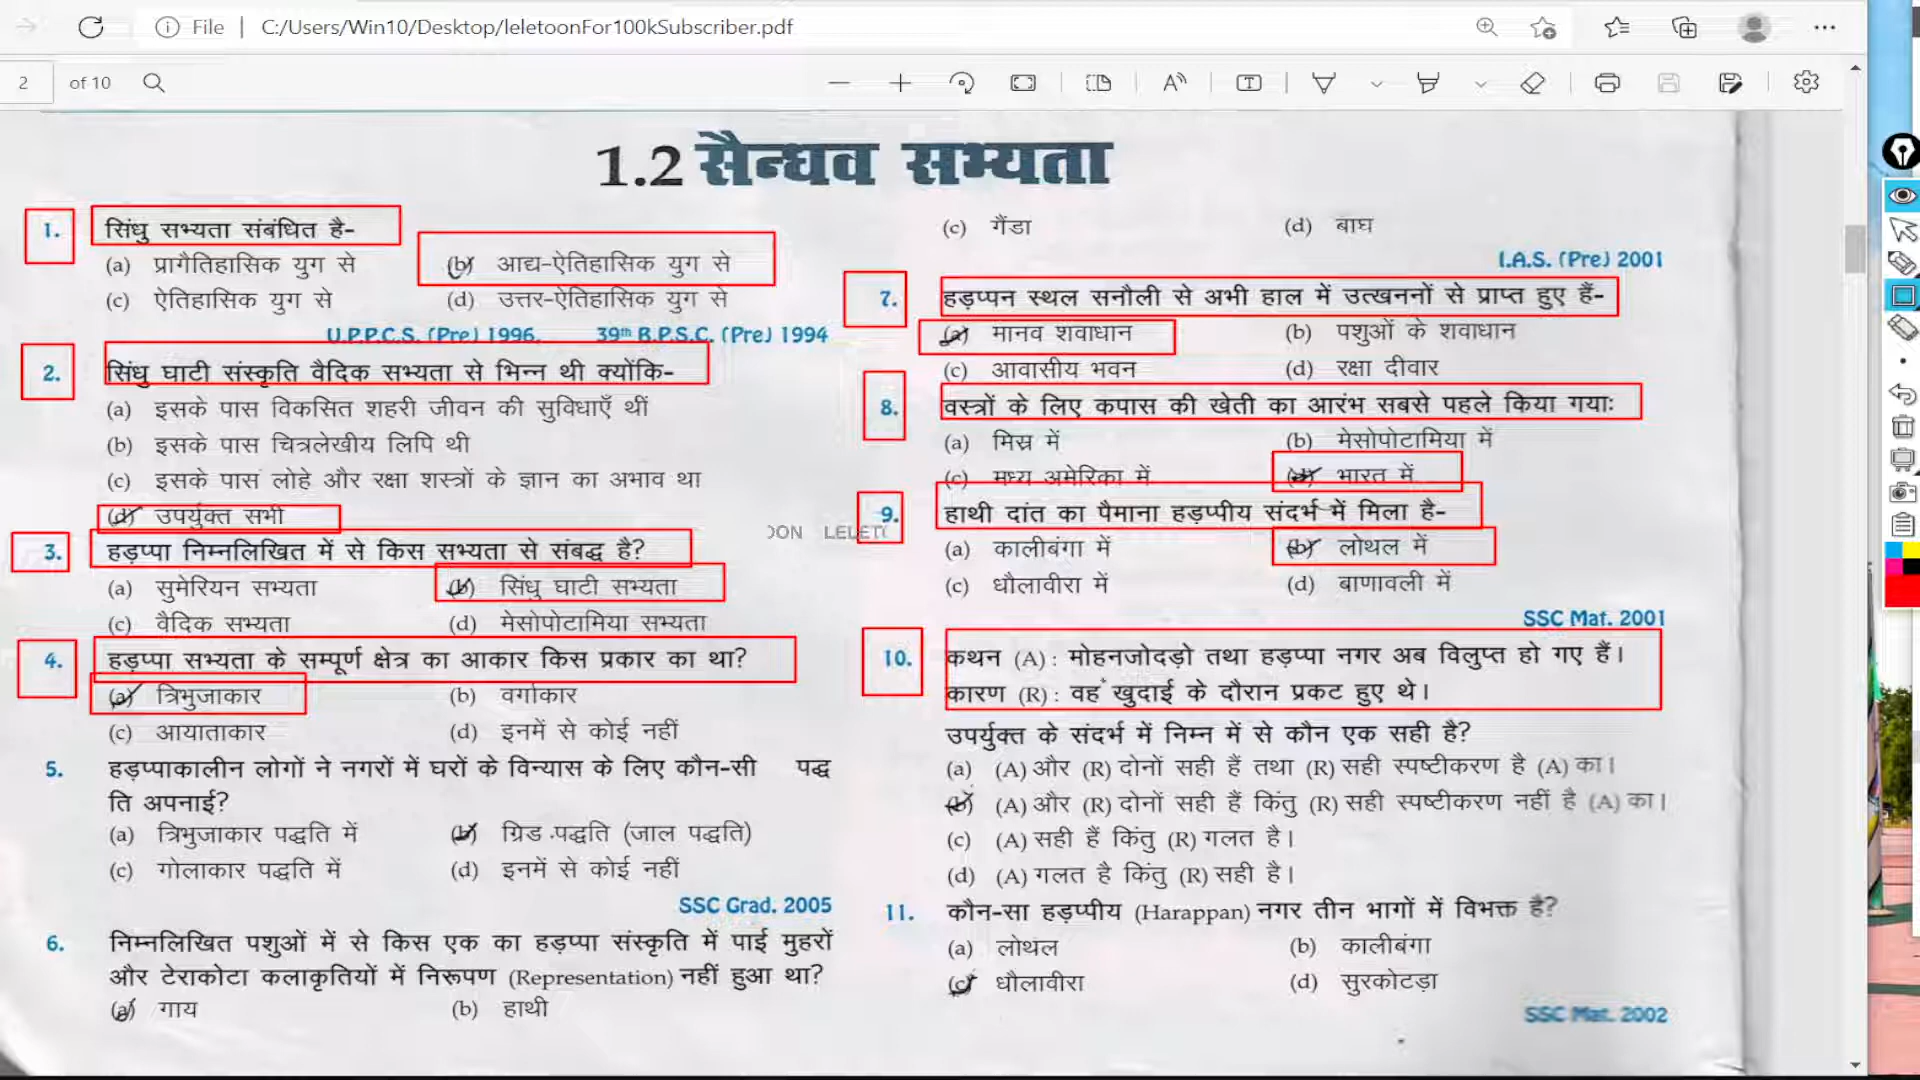 File
C:/Users/Win10/Desktop/leletoonFor100kSubscriber.pdf
2 of 10
1.2 सैन्धव सभ्यता
1. सिंधु सभ्यता संबंधित है-
(a) प्रागैतिहासिक युग से (b) आद्य-ऐतिहासिक युग से
(c) ऐतिहासिक युग से (d) उत्तर-ऐतिहासिक युग से
U.P.P.C.S. (Pre) 1996, 39th B.P.S.C. (Pre) 1994
2. सिंधु घाटी संस्कृति वैदिक सभ्यता से भिन्न थी क्योंकि-
(a) इसके पास विकसित शहरी जीवन की सुविधाएँ थीं
(b) इसके पास चित्रलेखीय लिपि थी
(c) इसके पास लोहे और रक्षा शस्त्रों के ज्ञान का अभाव था
(d) उपर्युक्त सभी
3. हड़प्पा निम्नलिखित में से किस सभ्यता से संबद्ध है?
(a) सुमेरियन सभ्यता (b) सिंधु घाटी सभ्यता
(c) वैदिक सभ्यता (d) मेसोपोटामिया सभ्यता
4. हड़प्पा सभ्यता के सम्पूर्ण क्षेत्र का आकार किस प्रकार का था?
(a) त्रिभुजाकार (b) वर्गाकार
(c) आयाताकार (d) इनमें से कोई नहीं
5. हड़प्पाकालीन लोगों ने नगरों में घरों के विन्यास के लिए कौन-सी पद्ध
ति अपनाई?
(a) त्रिभुजाकार पद्धति में (b) ग्रिड पद्धति (जाल पद्धति)
(c) गोलाकार पद्धति में (d) इनमें से कोई नहीं
SSC Grad. 2005
6. निम्नलिखित पशुओं में से किस एक का हड़प्पा संस्कृति में पाई मुहरों
और टेराकोटा कलाकृतियों में निरूपण (Representation) नहीं हुआ था?
(a) गाय (b) हाथी
(c) गैंडा (d) बाघ
I.A.S. (Pre) 2001
7. हड़प्पन स्थल सनौली से अभी हाल में उत्खननों से प्राप्त हुए हैं-
(a) मानव शवाधान (b) पशुओं के शवाधान
(c) आवासीय भवन (d) रक्षा दीवार
8. वस्त्रों के लिए कपास की खेती का आरंभ सबसे पहले किया गयाः
(a) मिस्र में (b) मेसोपोटामिया में
(c) मध्य अमेरिका में (d) भारत में
9. हाथी दांत का पैमाना हड़प्पीय संदर्भ में मिला है-
OON LELETO
(a) कालीबंगा में (b) लोथल में
(c) धौलावीरा में (d) बाणावली में
SSC Mat. 2001
10. कथन (A) : मोहनजोदड़ो तथा हड़प्पा नगर अब विलुप्त हो गए हैं।
कारण (R) : वह खुदाई के दौरान प्रकट हुए थे।
उपर्युक्त के संदर्भ में निम्न में से कौन एक सही है?
(a) (A) और (R) दोनों सही हैं तथा (R) सही स्पष्टीकरण है (A) का।
(b) (A) और (R) दोनों सही हैं किंतु (R) सही स्पष्टीकरण नहीं है (A) का।
(c) (A) सही हैं किंतु (R) गलत है।
(d) (A) गलत है किंतु (R) सही है।
11. कौन-सा हड़प्पीय (Harappan) नगर तीन भागों में विभक्त है?
(a) लोथल (b) कालीबंगा
(c) धौलावीरा (d) सुरकोटड़ा
SSC Mat. 2002